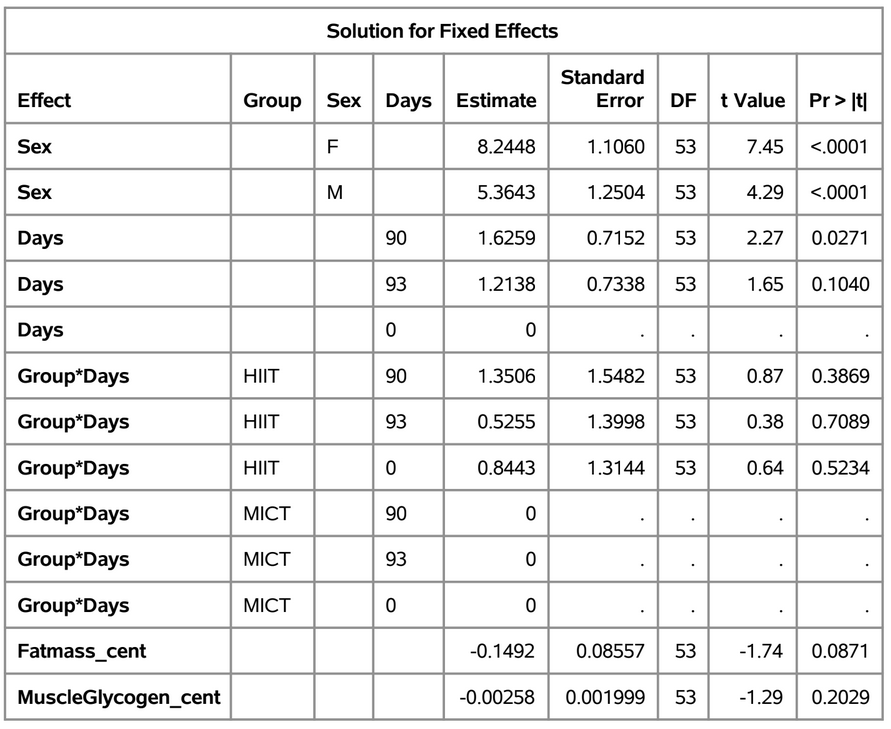 Solution for Fixed Effects
Effect Group Sex Days Estimate Standard Error DF t Value Pr > |t|
Sex F 8.2448 1.1060 53 7.45 <.0001
Sex M 5.3643 1.2504 53 4.29 <.0001
Days 90 1.6259 0.7152 53 2.27 0.0271
Days 93 1.2138 0.7338 53 1.65 0.1040
Days 0 0 . . . .
Group*Days HIIT 90 1.3506 1.5482 53 0.87 0.3869
Group*Days HIIT 93 0.5255 1.3998 53 0.38 0.7089
Group*Days HIIT 0 0.8443 1.3144 53 0.64 0.5234
Group*Days MICT 90 0 . . . .
Group*Days MICT 93 0 . . . .
Group*Days MICT 0 0 . . . .
Fatmass_cent -0.1492 0.08557 53 -1.74 0.0871
MuscleGlycogen_cent -0.00258 0.001999 53 -1.29 0.2029